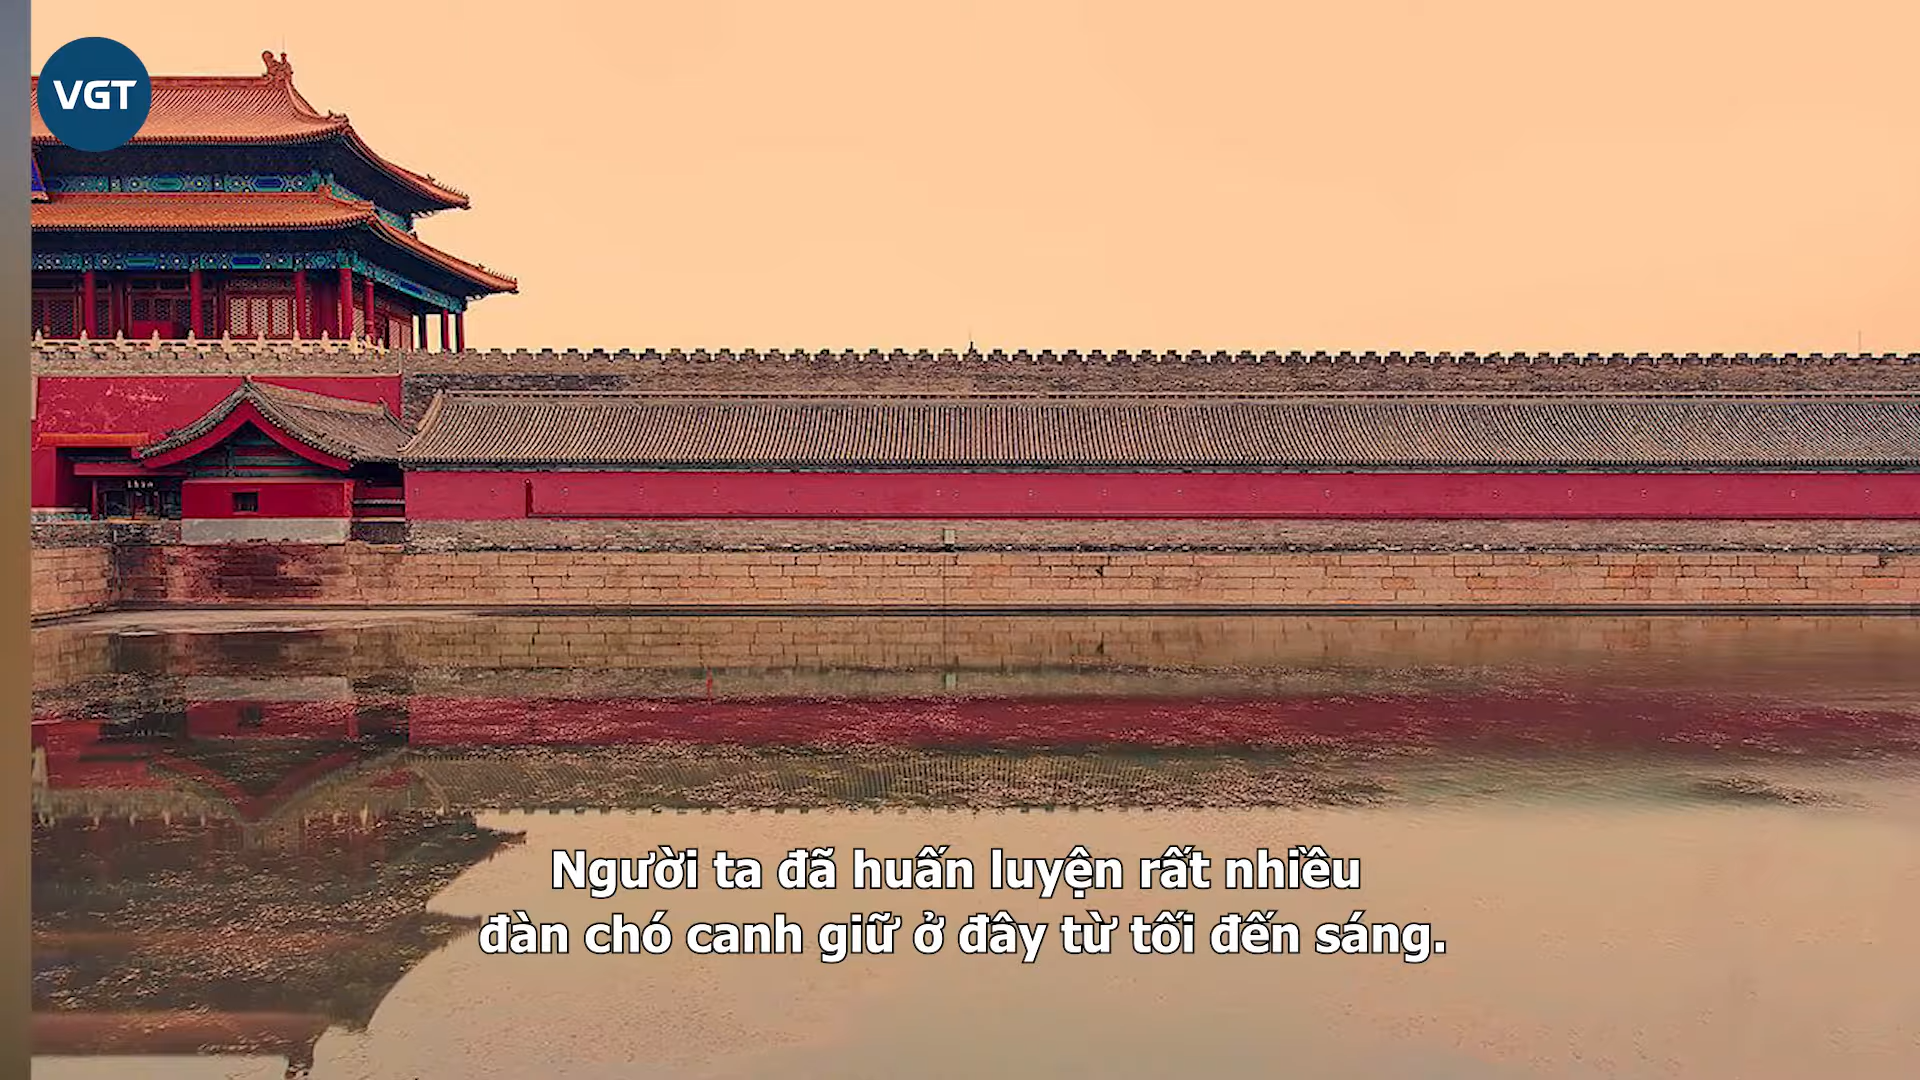 VGT
Người ta đã huấn luyện rất nhiều
đàn chó canh giữ ở đây từ tối đến sáng.